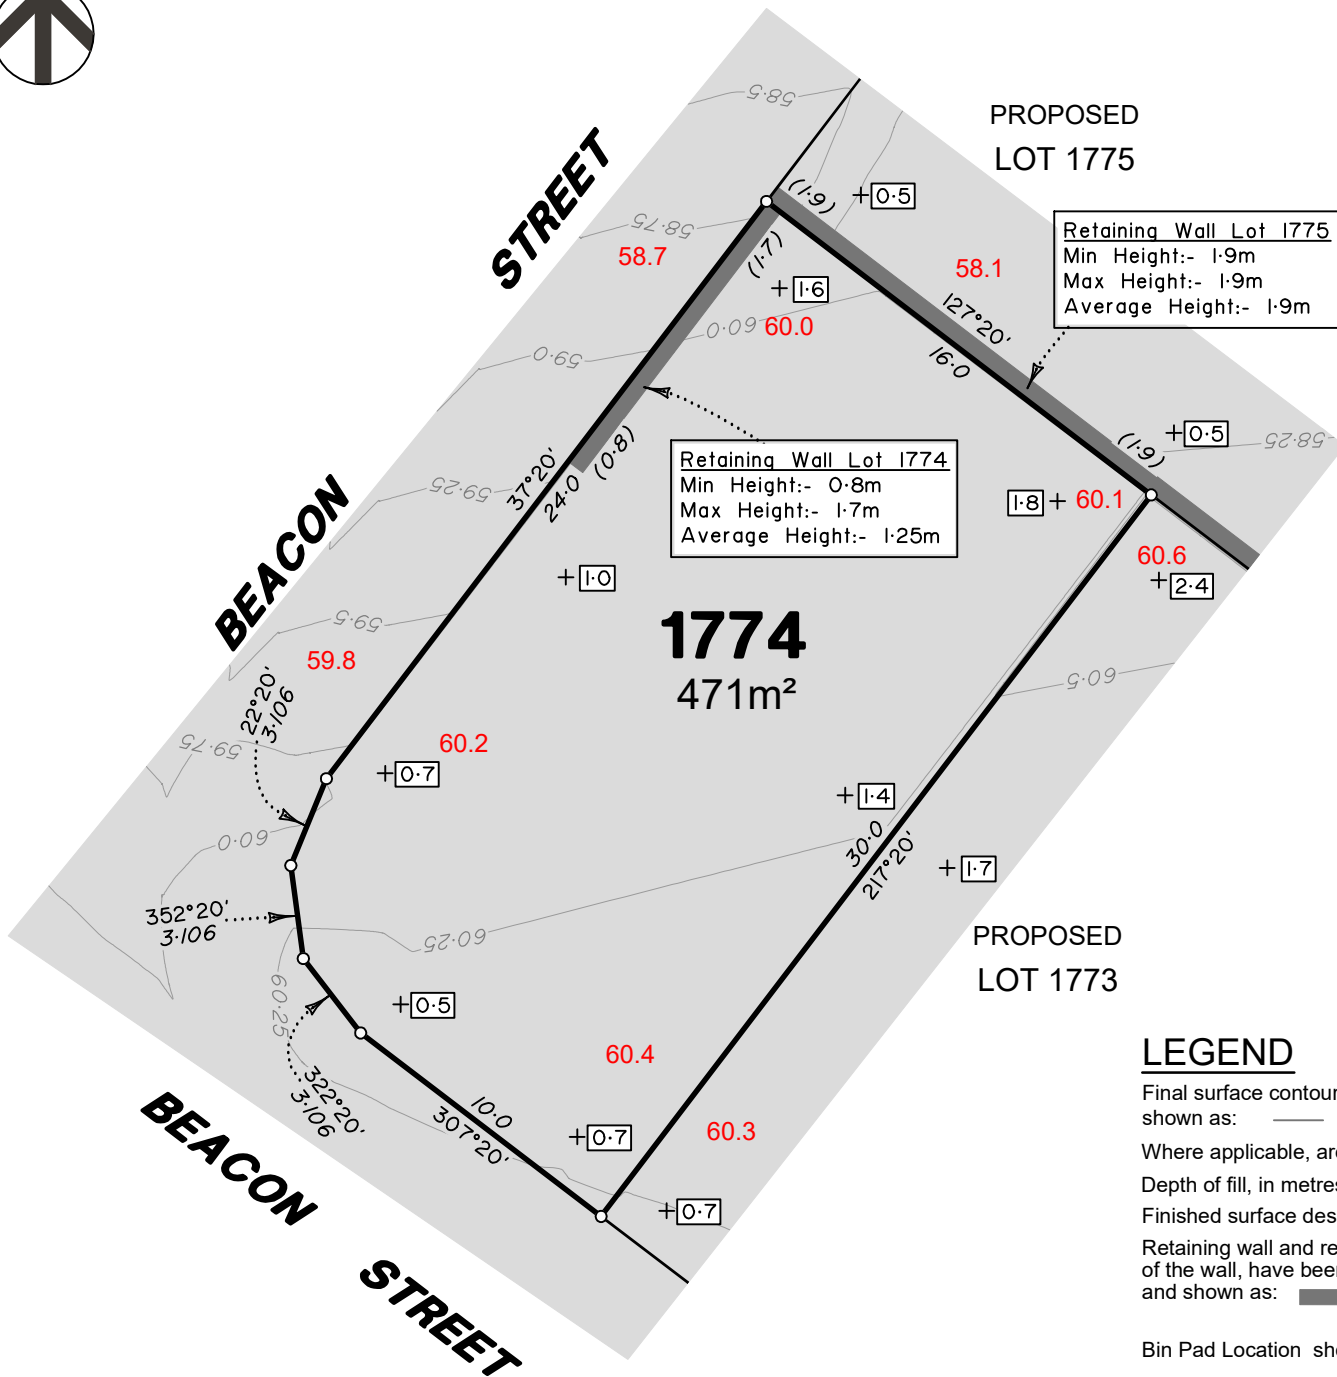 PROPOSED
LOT 1775
Retaining Wall Lot 1775
Min Height:- 1·9m
Max Height:- 1·9m
Average Height:- 1·9m
STREET
BEACON
58·5
58·75
58.7
59·0
59·25
59·5
59.8
59·75
60·0
(1·9)
0·5
(1·7)
1·6
60·0
60.0
58.1
127°20'
16·0
(1·9)
0·5
58·25
37°20'
24·0
(0·8)
Retaining Wall Lot 1774
Min Height:- 0·8m
Max Height:- 1·7m
Average Height:- 1·25m
1·8
60.1
60.6
2·4
1·0
1774
471m²
60·5
22°20'
3·106
60.2
0·7
1·4
30·0
217°20'
1·7
352°20'
3·106
60·25
60·25
0·5
PROPOSED
LOT 1773
322°20'
3·106
10·0
307°20'
60.4
0·7
60.3
0·7
BEACON
STREET
LEGEND
Final surface contour
shown as:
Where applicable, are
Depth of fill, in metres
Finished surface des
Retaining wall and re
of the wall, have been
and shown as:
Bin Pad Location sho